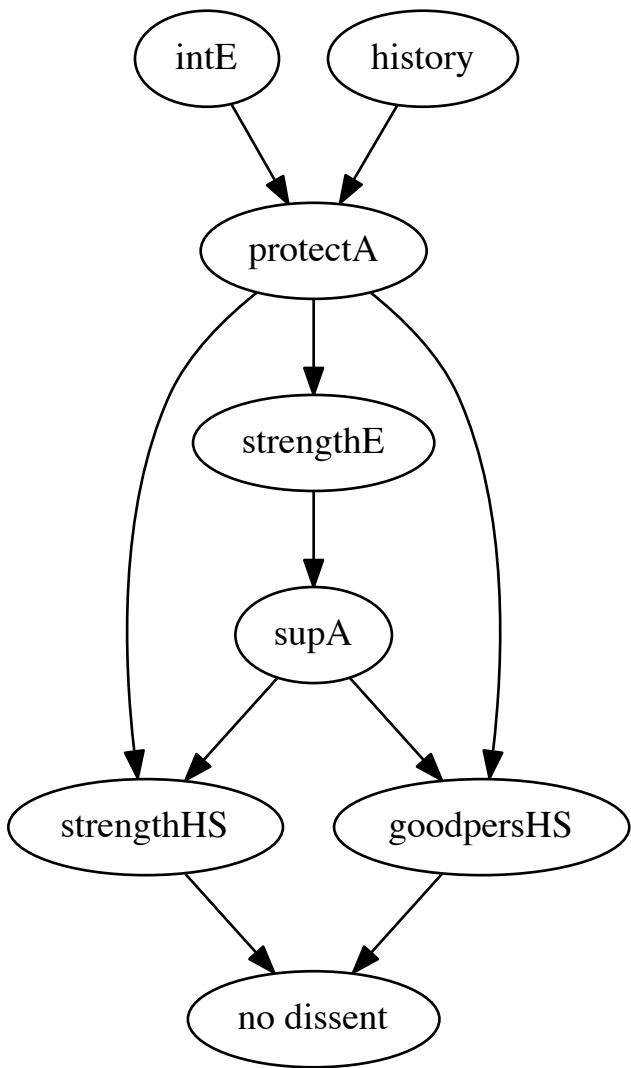 intE
history
protectA
strengthE
supA
strengthHS
goodpersHS
no dissent